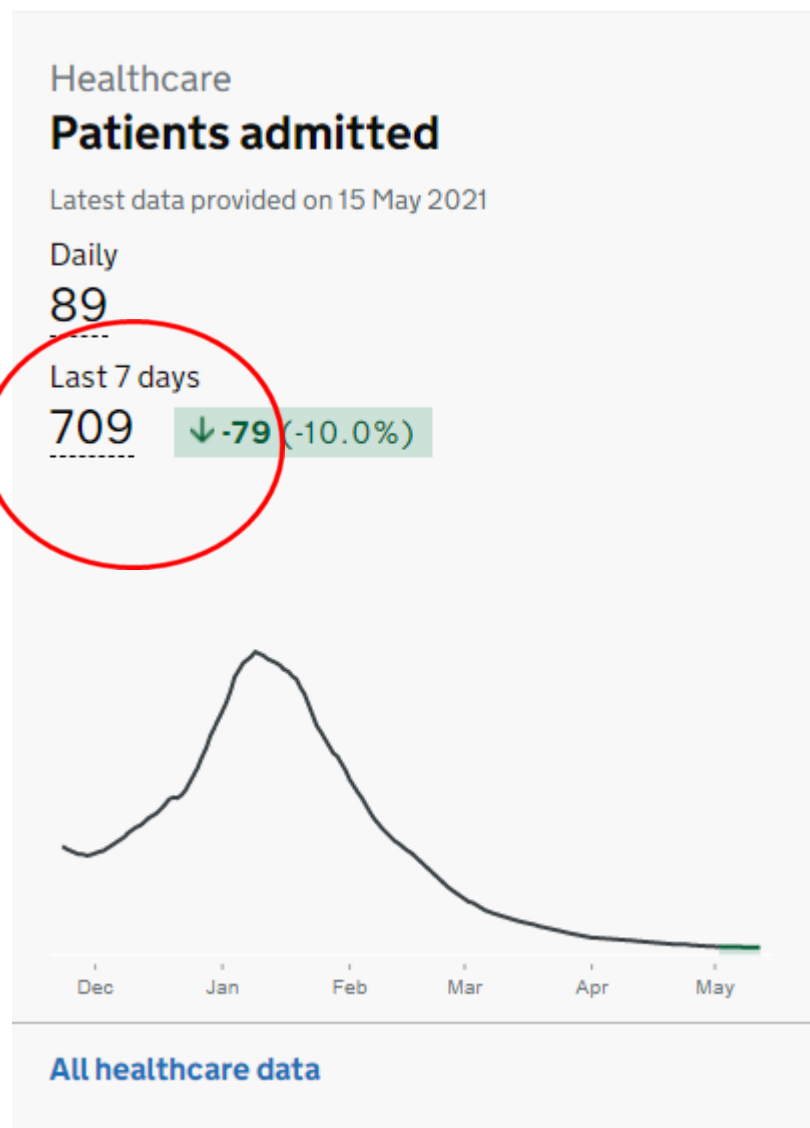 Healthcare
Patients admitted
Latest data provided on 15 May 2021
Daily
89
Last 7 days
709 ↓ -79 (-10.0%)
Dec Jan Feb Mar Apr May
All healthcare data